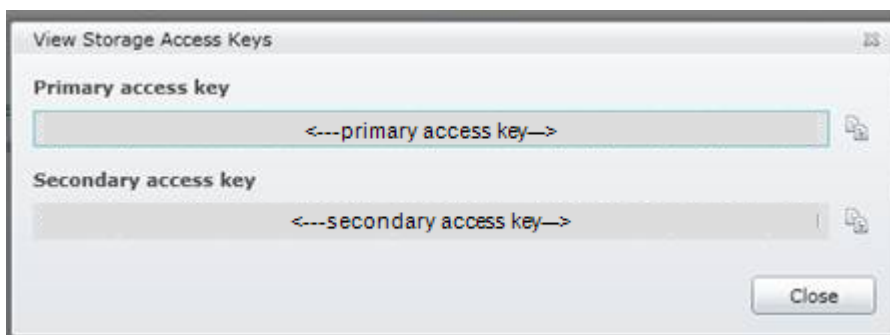 View Storage Access Keys
Primary access key
<---primary access key—>
Secondary access key
<---secondary access key—>
Close